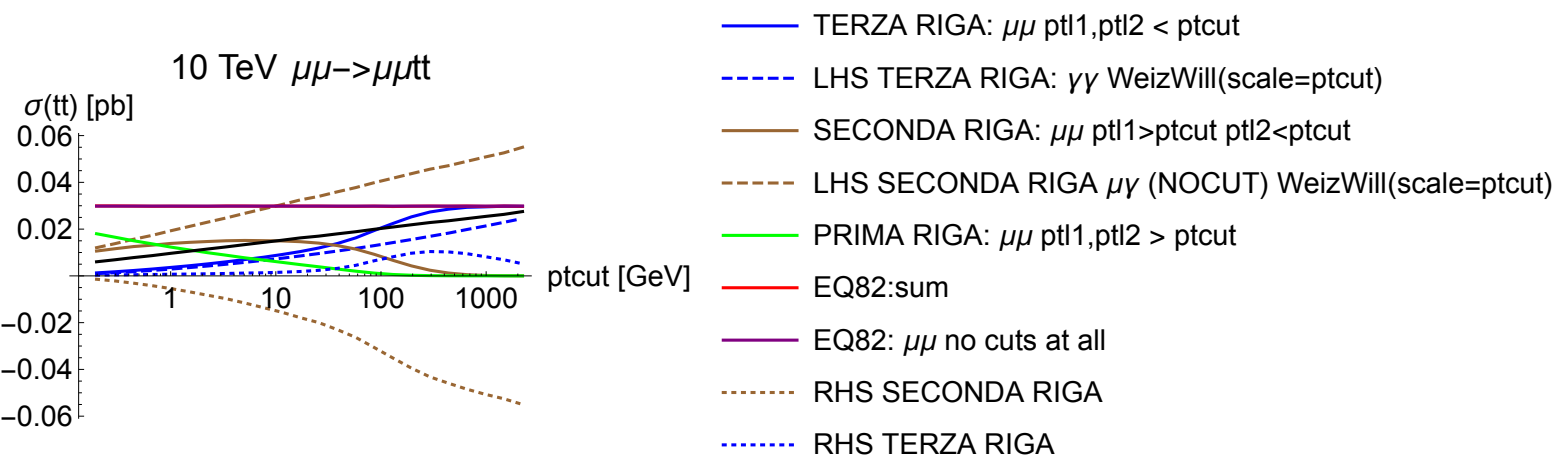 10 TeV μμ->μμtt
σ(tt) [pb]
0.06
0.04
0.02
−0.02
−0.04
−0.06
1
10
100
1000
ptcut [GeV]
TERZA RIGA: μμ ptl1,ptl2 < ptcut
LHS TERZA RIGA: γγ WeizWill(scale=ptcut)
SECONDA RIGA: μμ ptl1>ptcut ptl2<ptcut
LHS SECONDA RIGA μγ (NOCUT) WeizWill(scale=ptcut)
PRIMA RIGA: μμ ptl1,ptl2 > ptcut
EQ82:sum
EQ82: μμ no cuts at all
RHS SECONDA RIGA
RHS TERZA RIGA